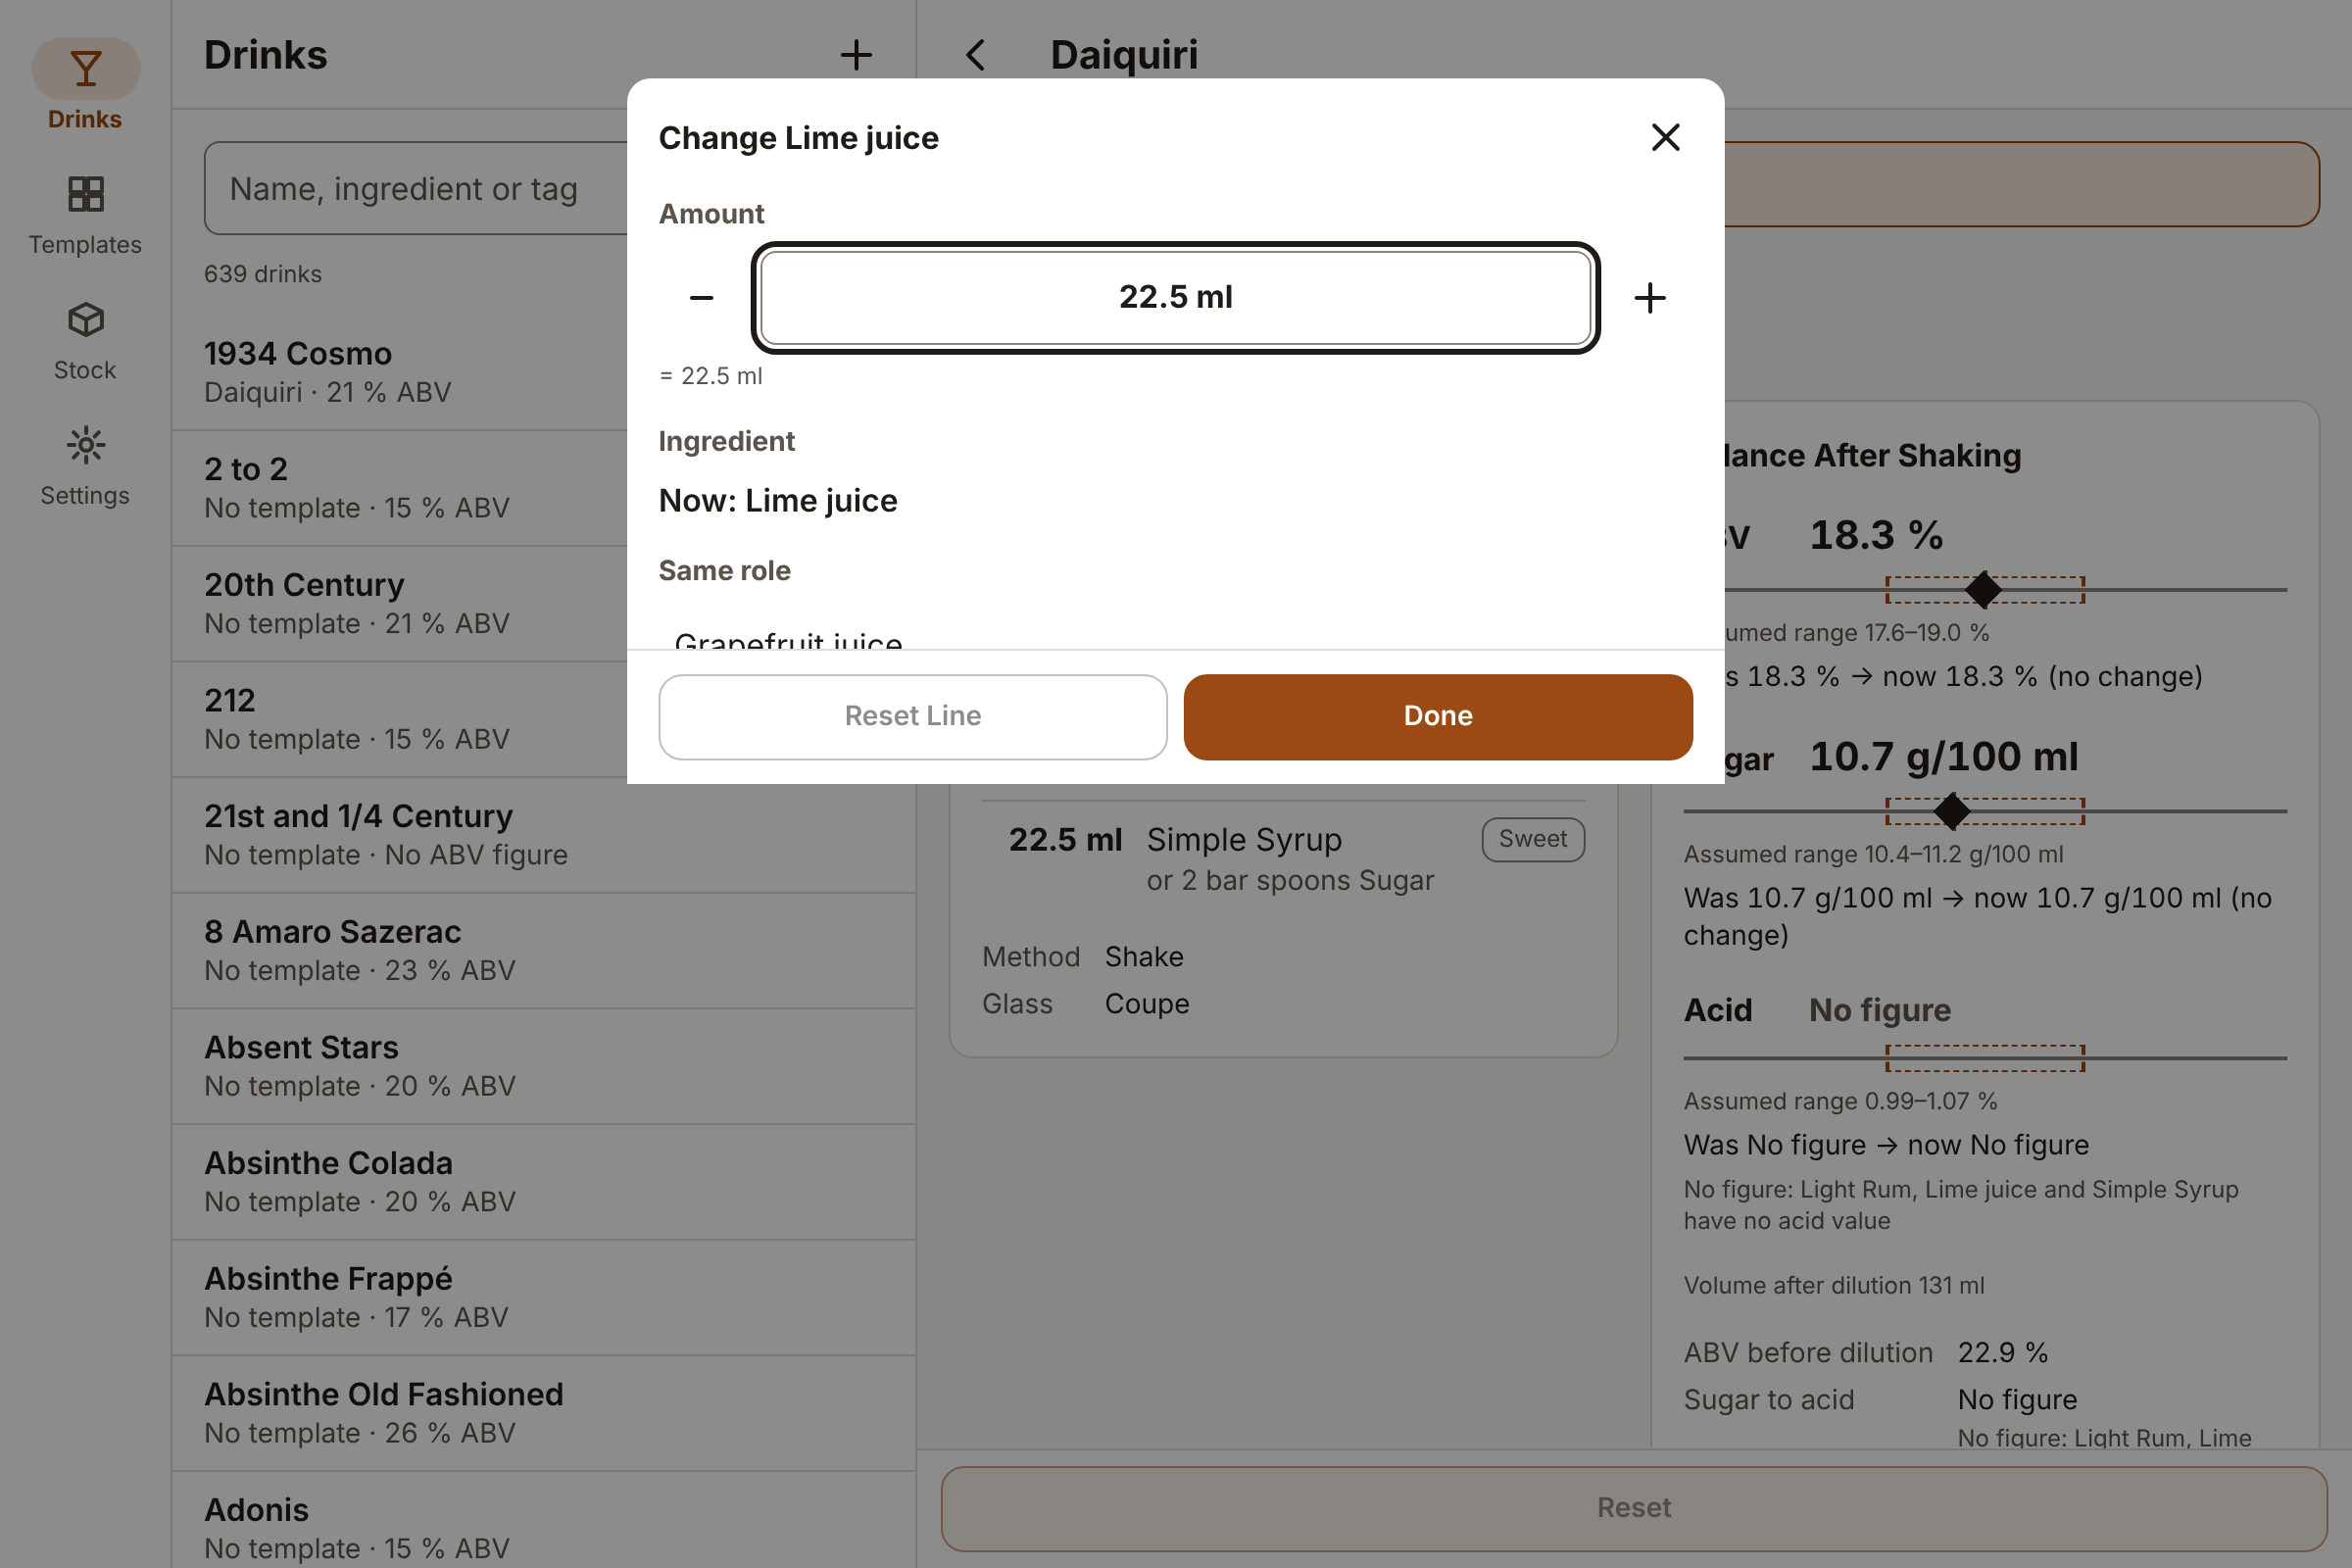 Drinks
Templates
Stock
Settings
Drinks
Name, ingredient or tag
639 drinks
1934 Cosmo
Daiquiri · 21 % ABV
2 to 2
No template · 15 % ABV
20th Century
No template · 21 % ABV
212
No template · 15 % ABV
21st and 1/4 Century
No template · No ABV figure
8 Amaro Sazerac
No template · 23 % ABV
Absent Stars
No template · 20 % ABV
Absinthe Colada
No template · 20 % ABV
Absinthe Frappé
No template · 17 % ABV
Absinthe Old Fashioned
No template · 26 % ABV
Adonis
No template · 15 % ABV
Daiquiri
Change Lime juice
Amount
22.5 ml
= 22.5 ml
Ingredient
Now: Lime juice
Same role
Grapefruit juice
Reset Line
Done
22.5 ml Simple Syrup Sweet
or 2 bar spoons Sugar
Method Shake
Glass Coupe
After Shaking
18.3 %
range 17.6–19.0 %
18.3 % → now 18.3 % (no change)
10.7 g/100 ml
Assumed range 10.4–11.2 g/100 ml
Was 10.7 g/100 ml → now 10.7 g/100 ml (no
change)
Acid No figure
Assumed range 0.99–1.07 %
Was No figure → now No figure
No figure: Light Rum, Lime juice and Simple Syrup
have no acid value
Volume after dilution 131 ml
ABV before dilution 22.9 %
Sugar to acid No figure
No figure: Light Rum, Lime
Reset